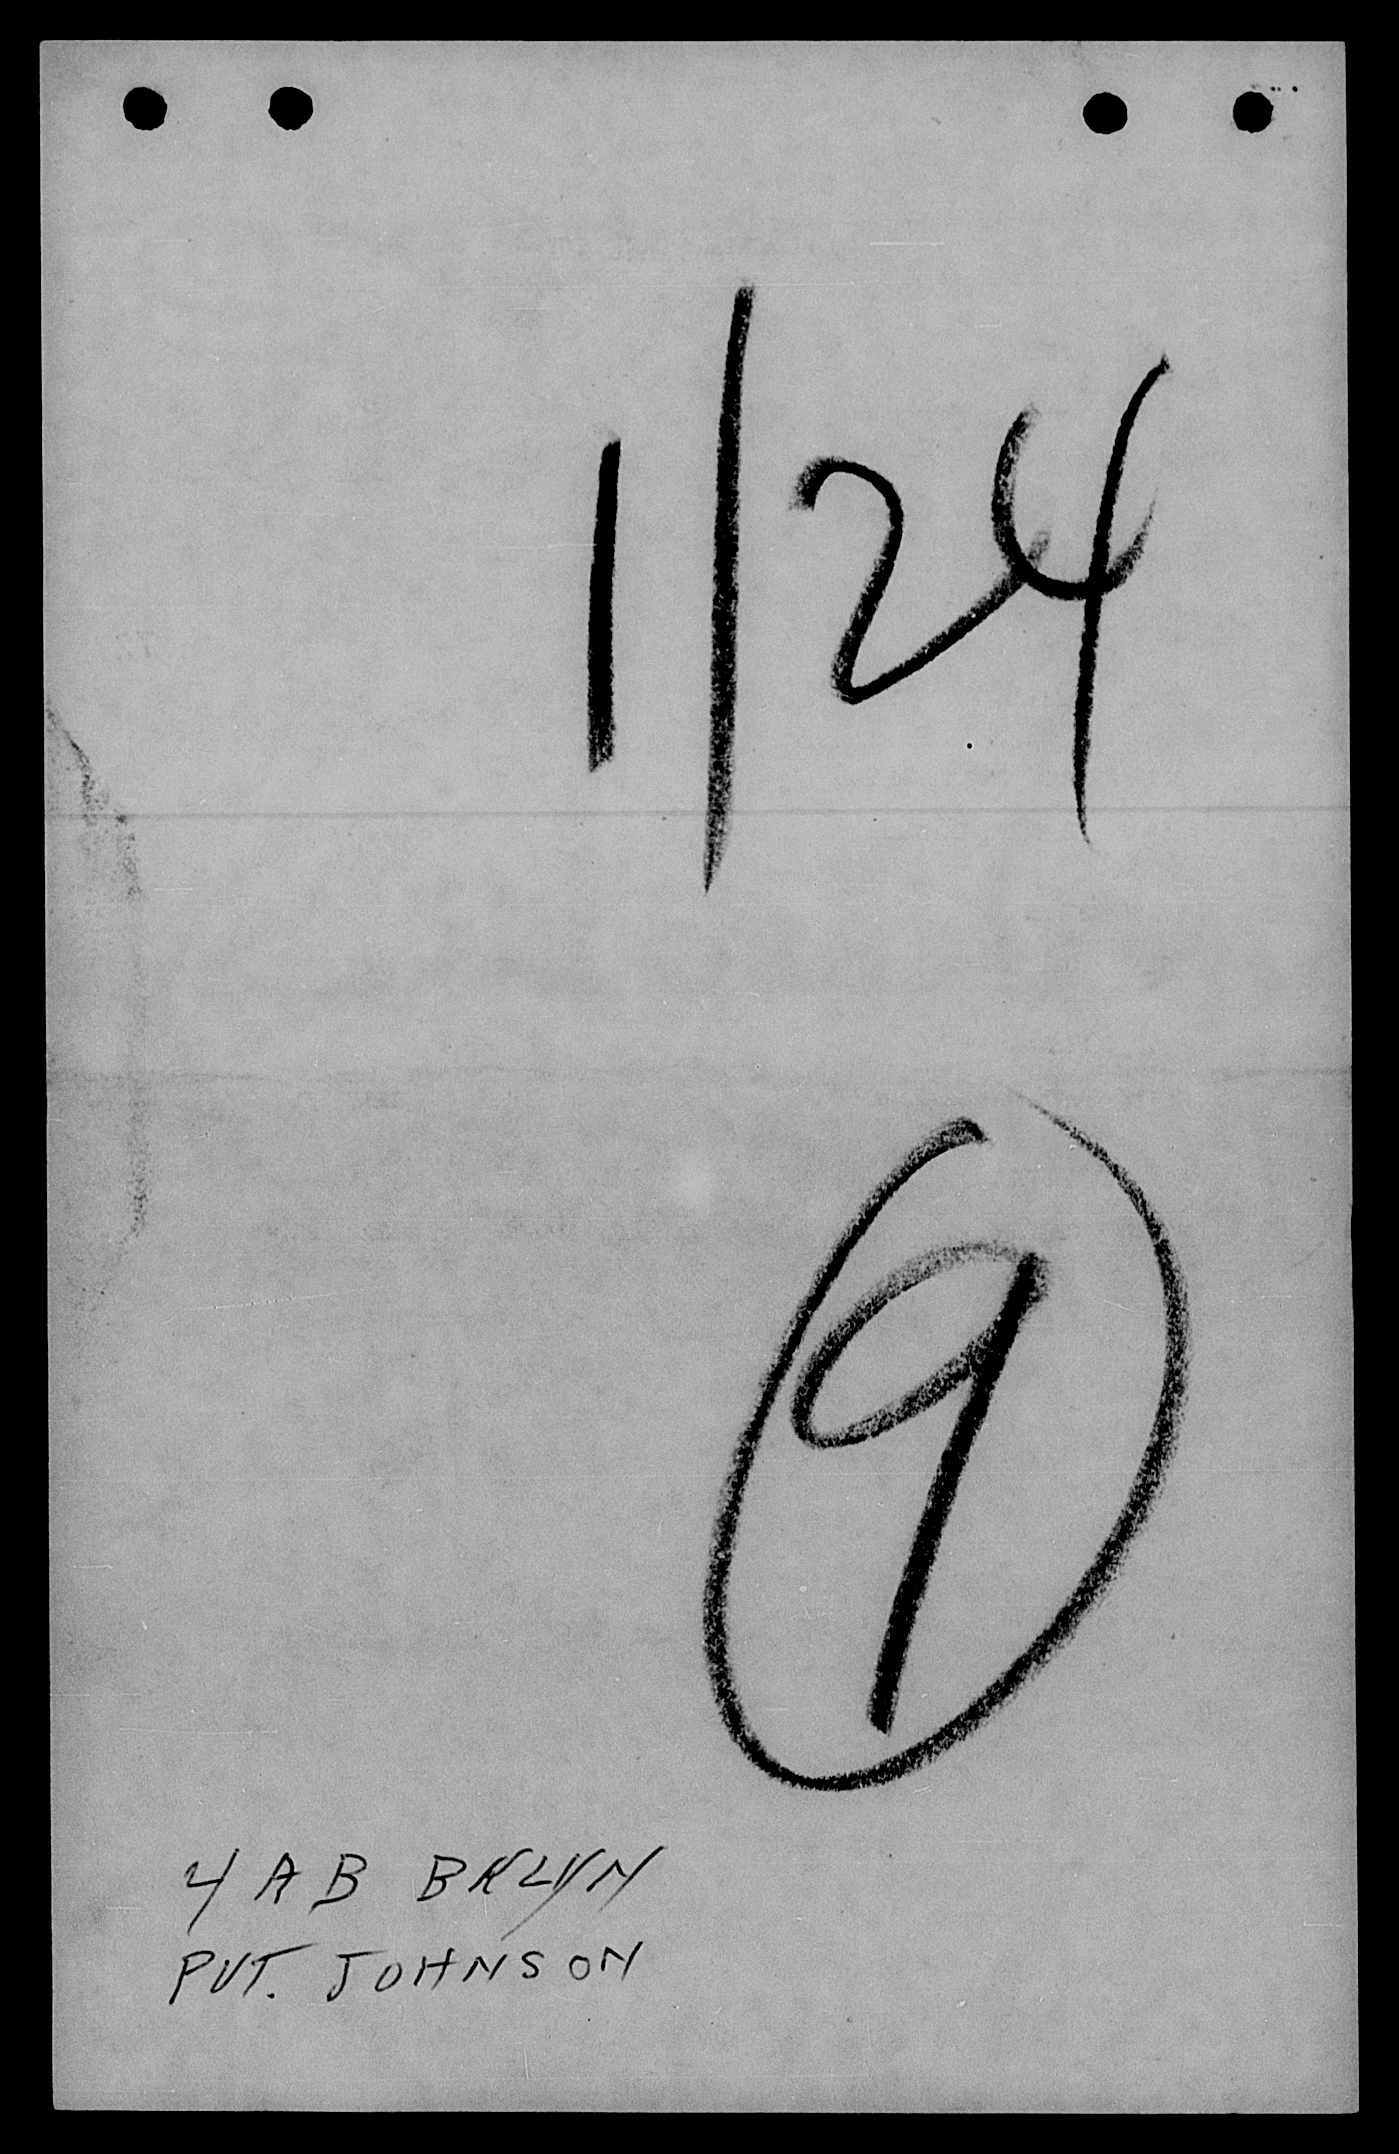 1/24
9
4 AB BKLYN
PVT. JOHNSON